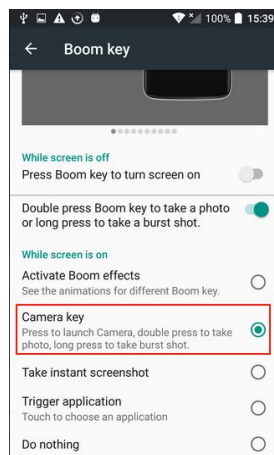 100% 15:39
Boom key
While screen is off
Press Boom key to turn screen on
Double press Boom key to take a photo
or long press to take a burst shot.
While screen is on
Activate Boom effects
See the animations for different Boom key.
Camera key
Press to launch Camera, double press to take
photo, long press to take burst shot.
Take instant screenshot
Trigger application
Touch to choose an application
Do nothing